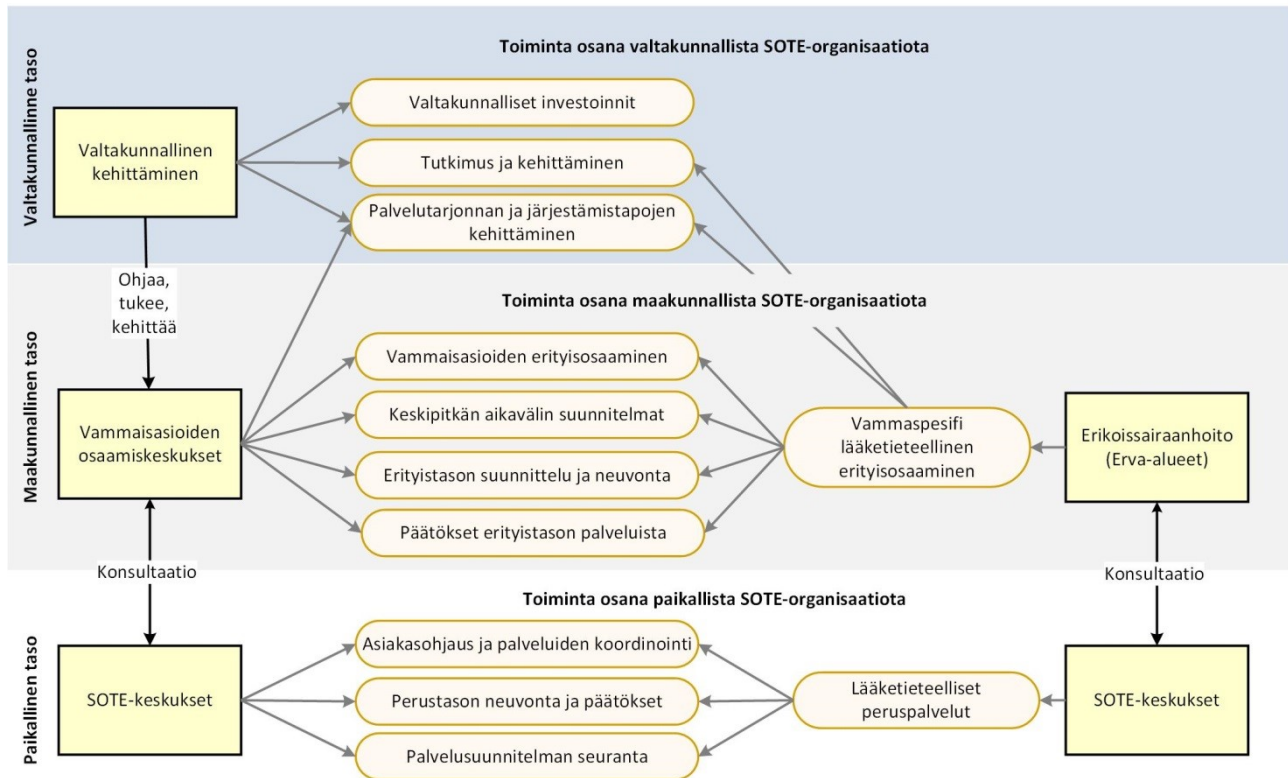 Valtakunnallinne taso
Toiminta osana valtakunnallista SOTE-organisaatiota
Valtakunnallinen
kehittäminen
Valtakunnalliset investoinnit
Tutkimus ja kehittäminen
Palvelutarjonnan ja järjestämistapojen
kehittäminen
Ohjaa,
tukee,
kehittää
Maakunnallinen taso
Toiminta osana maakunnallista SOTE-organisaatiota
Vammaisasioiden
osaamiskeskukset
Vammaisasioiden erityisosaaminen
Keskipitkän aikavälin suunnitelmat
Erityistason suunnittelu ja neuvonta
Päätökset erityistason palveluista
Vammaspesifi
lääketieteellinen
erityisosaaminen
Erikoissairaanhoito
(Erva-alueet)
Konsultaatio
Konsultaatio
Paikallinen taso
Toiminta osana paikallista SOTE-organisaatiota
SOTE-keskukset
Asiakasohjaus ja palveluiden koordinointi
Perustason neuvonta ja päätökset
Palvelusuunnitelman seuranta
Lääketieteelliset
peruspalvelut
SOTE-keskukset